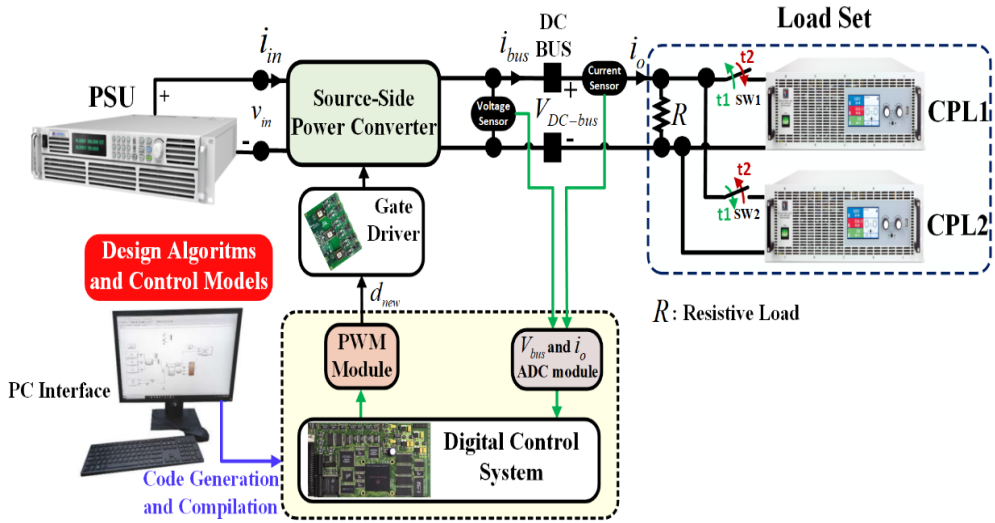 Load Set
DC
BUS
i_in
i_bus
i_o
PSU
+
-
v_in
Source-Side
Power Converter
Voltage
Sensor
Current
Sensor
+
V_DC-bus
-
R
t2
t1
SW1
CPL1
t2
t1
SW2
CPL2
Gate
Driver
Design Algoritms
and Control Models
d_new
R: Resistive Load
PWM
Module
V_bus and i_o
ADC module
PC Interface
Digital Control
System
Code Generation
and Compilation